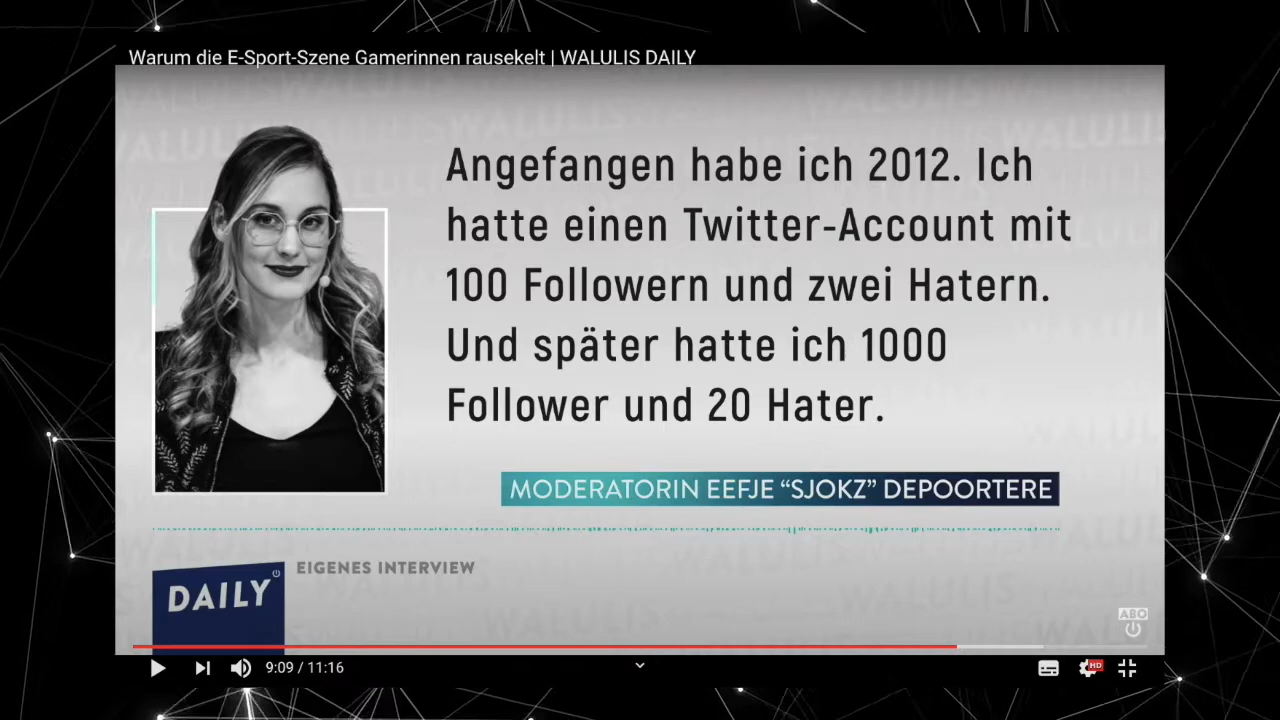 Warum die E-Sport-Szene Gamerinnen rausekelt | WALULIS DAILY
Angefangen habe ich 2012. Ich
hatte einen Twitter-Account mit
100 Followern und zwei Hatern.
Und später hatte ich 1000
Follower und 20 Hater.
MODERATORIN EEFJE “SJOKZ” DEPOORTERE
EIGENES INTERVIEW
DAILY
ABO
9:09 / 11:16
HD